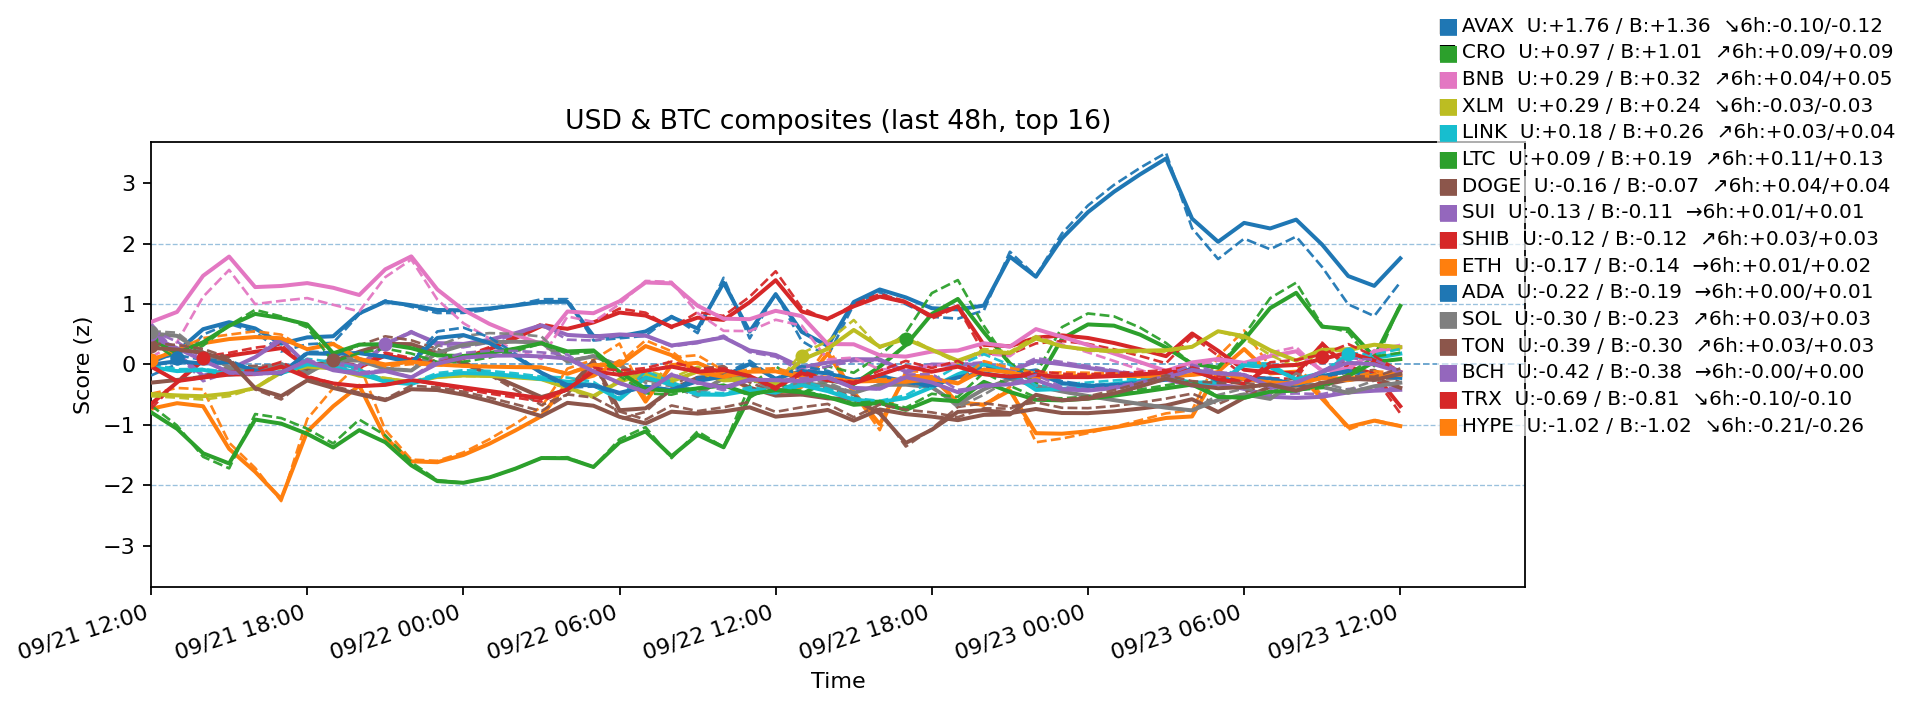 AVAX  U:+1.76 / B:+1.36  ↘6h:-0.10/-0.12
CRO  U:+0.97 / B:+1.01  ↗6h:+0.09/+0.09
BNB  U:+0.29 / B:+0.32  ↗6h:+0.04/+0.05
XLM  U:+0.29 / B:+0.24  ↘6h:-0.03/-0.03
LINK  U:+0.18 / B:+0.26  ↗6h:+0.03/+0.04
LTC  U:+0.09 / B:+0.19  ↗6h:+0.11/+0.13
DOGE  U:-0.16 / B:-0.07  ↗6h:+0.04/+0.04
SUI  U:-0.13 / B:-0.11  →6h:+0.01/+0.01
SHIB  U:-0.12 / B:-0.12  ↗6h:+0.03/+0.03
ETH  U:-0.17 / B:-0.14  →6h:+0.01/+0.02
ADA  U:-0.22 / B:-0.19  →6h:+0.00/+0.01
SOL  U:-0.30 / B:-0.23  ↗6h:+0.03/+0.03
TON  U:-0.39 / B:-0.30  ↗6h:+0.03/+0.03
BCH  U:-0.42 / B:-0.38  →6h:-0.00/+0.00
TRX  U:-0.69 / B:-0.81  ↘6h:-0.10/-0.10
HYPE  U:-1.02 / B:-1.02  ↘6h:-0.21/-0.26
USD & BTC composites (last 48h, top 16)
Score (z)
3
2
1
0
−1
−2
−3
09/21 12:00
09/21 18:00
09/22 00:00
09/22 06:00
09/22 12:00
09/22 18:00
09/23 00:00
09/23 06:00
09/23 12:00
Time